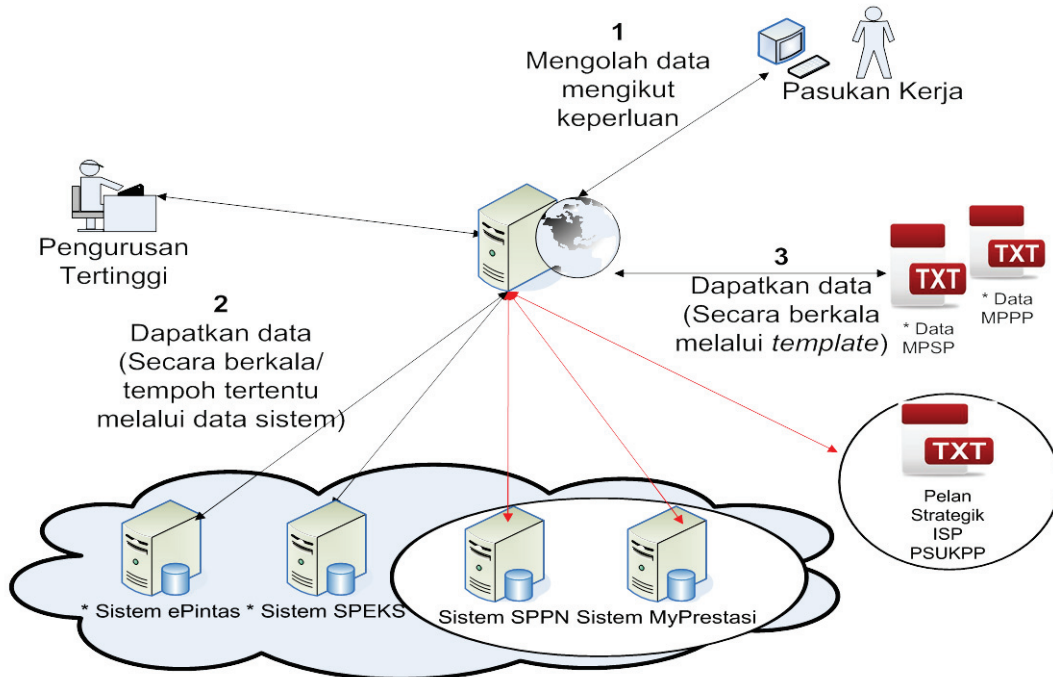 1
Mengolah data
mengikut
keperluan
Pasukan Kerja
Pengurusan
Tertinggi
2
Dapatkan data
(Secara berkala/
tempoh tertentu
melalui data sistem)
3
Dapatkan data
(Secara berkala
melalui template)
TXT
* Data
MPSP
TXT
* Data
MPPP
TXT
Pelan
Strategik
ISP
PSUKPP
* Sistem ePintas
* Sistem SPEKS
Sistem SPPN
Sistem MyPrestasi